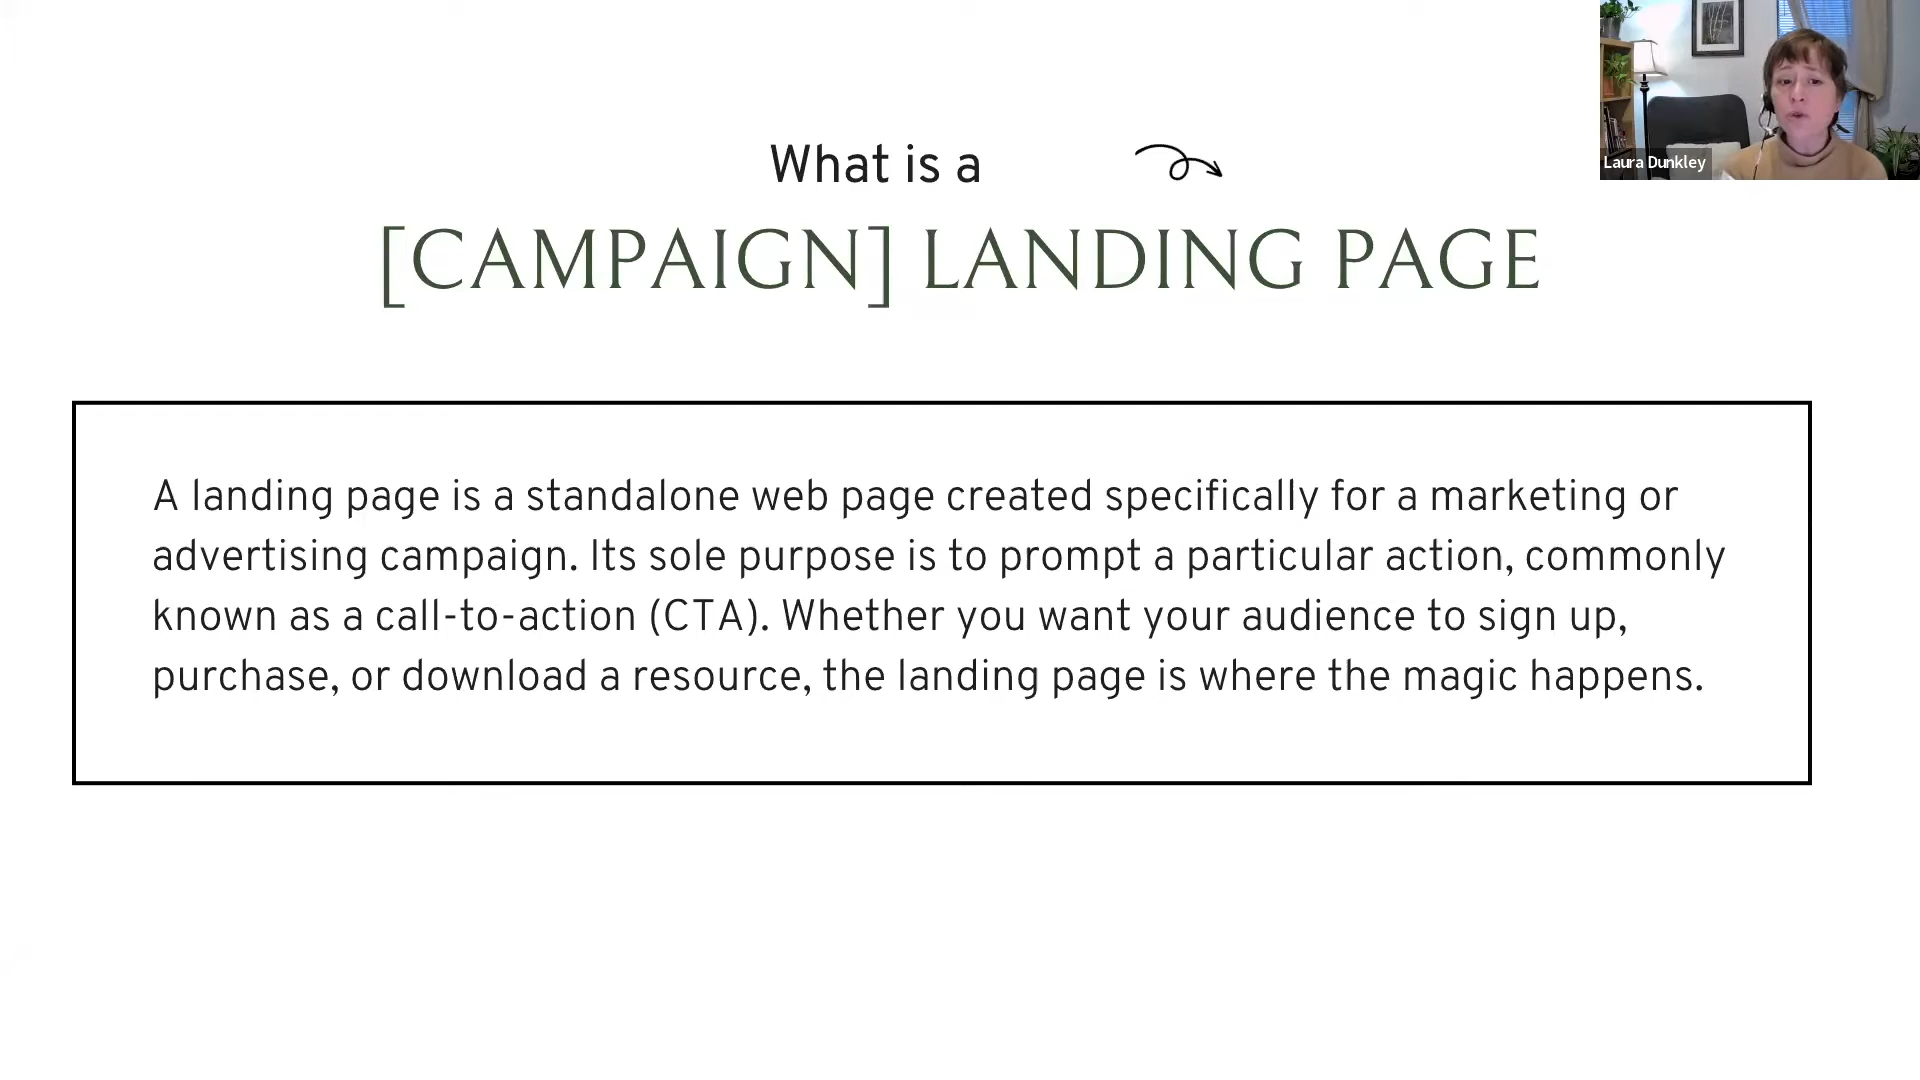 What is a
[CAMPAIGN] LANDING PAGE
A landing page is a standalone web page created specifically for a marketing or
advertising campaign. Its sole purpose is to prompt a particular action, commonly
known as a call-to-action (CTA). Whether you want your audience to sign up,
purchase, or download a resource, the landing page is where the magic happens.
Laura Dunkley